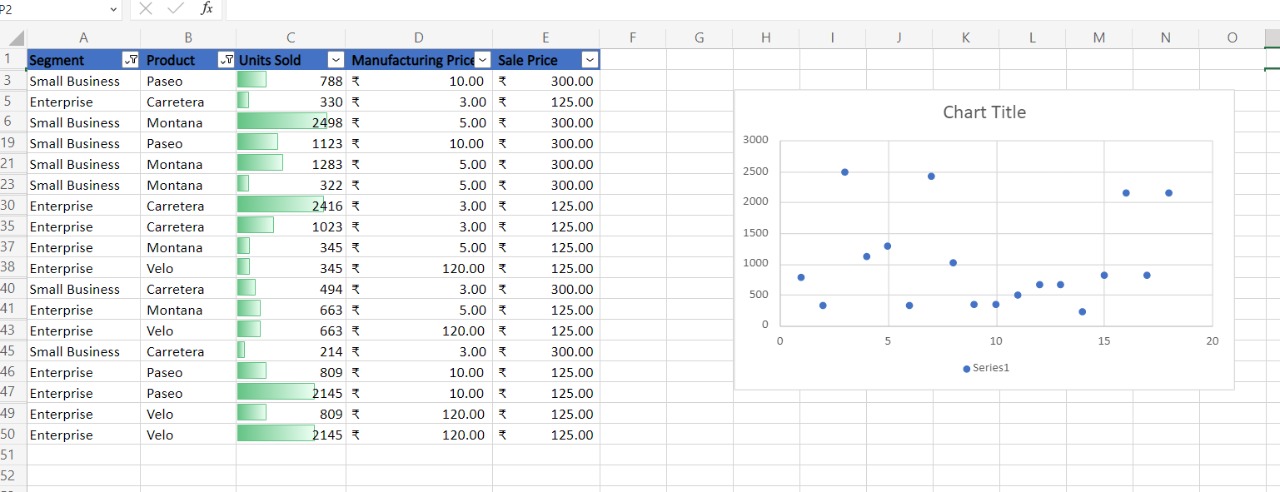 P2 fx
A B C D E F G H I J K L M N O
1 Segment Product Units Sold Manufacturing Price Sale Price
3 Small Business Paseo 788 ₹ 10.00 ₹ 300.00
5 Enterprise Carretera 330 ₹ 3.00 ₹ 125.00
6 Small Business Montana 2498 ₹ 5.00 ₹ 300.00
19 Small Business Paseo 1123 ₹ 10.00 ₹ 300.00
21 Small Business Montana 1283 ₹ 5.00 ₹ 300.00
23 Small Business Montana 322 ₹ 5.00 ₹ 300.00
30 Enterprise Carretera 2416 ₹ 3.00 ₹ 125.00
35 Enterprise Carretera 1023 ₹ 3.00 ₹ 125.00
37 Enterprise Montana 345 ₹ 5.00 ₹ 125.00
38 Enterprise Velo 345 ₹ 120.00 ₹ 125.00
40 Small Business Carretera 494 ₹ 3.00 ₹ 300.00
41 Enterprise Montana 663 ₹ 5.00 ₹ 125.00
43 Enterprise Velo 663 ₹ 120.00 ₹ 125.00
45 Small Business Carretera 214 ₹ 3.00 ₹ 300.00
46 Enterprise Paseo 809 ₹ 10.00 ₹ 125.00
47 Enterprise Paseo 2145 ₹ 10.00 ₹ 125.00
49 Enterprise Velo 809 ₹ 120.00 ₹ 125.00
50 Enterprise Velo 2145 ₹ 120.00 ₹ 125.00
51
52
Chart Title
3000
2500
2000
1500
1000
500
0
0 5 10 15 20
Series1